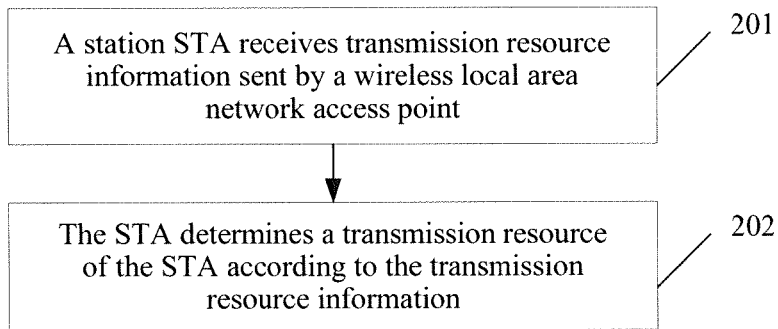 A station STA receives transmission resource
information sent by a wireless local area
network access point
201
The STA determines a transmission resource
of the STA according to the transmission
resource information
202